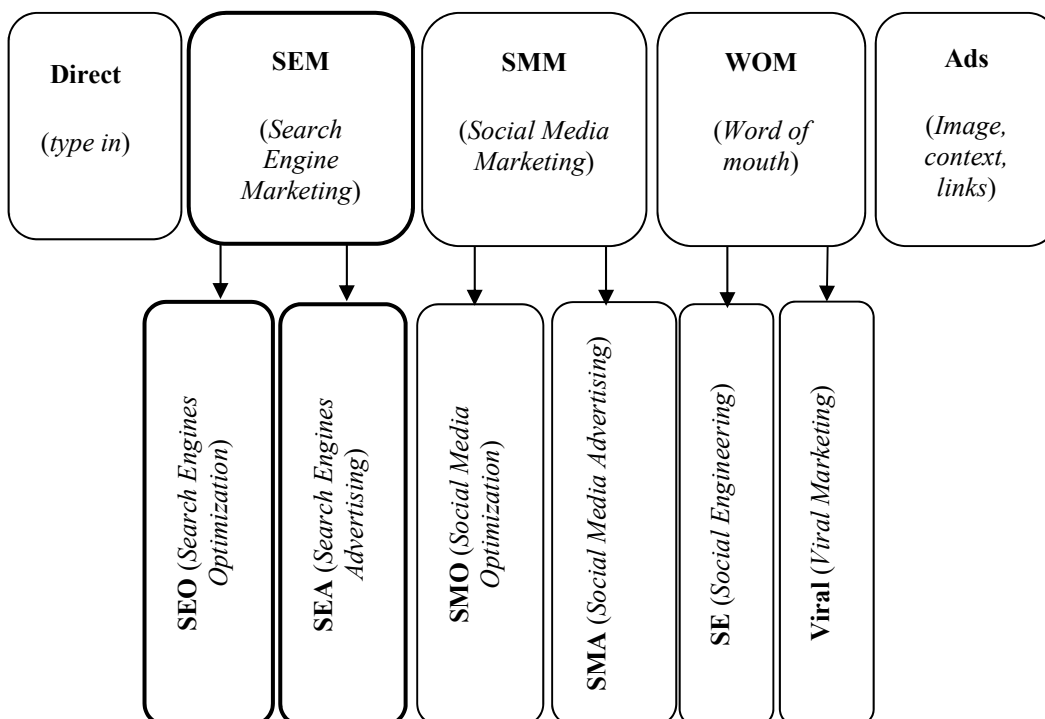 Direct
(type in)
SEM
(Search
Engine
Marketing)
SMM
(Social Media
Marketing)
WOM
(Word of
mouth)
Ads
(Image,
context,
links)
SEO (Search Engines
Optimization)
SEA (Search Engines
Advertising)
SMO (Social Media
Optimization)
SMA (Social Media Advertising)
SE (Social Engineering)
Viral (Viral Marketing)